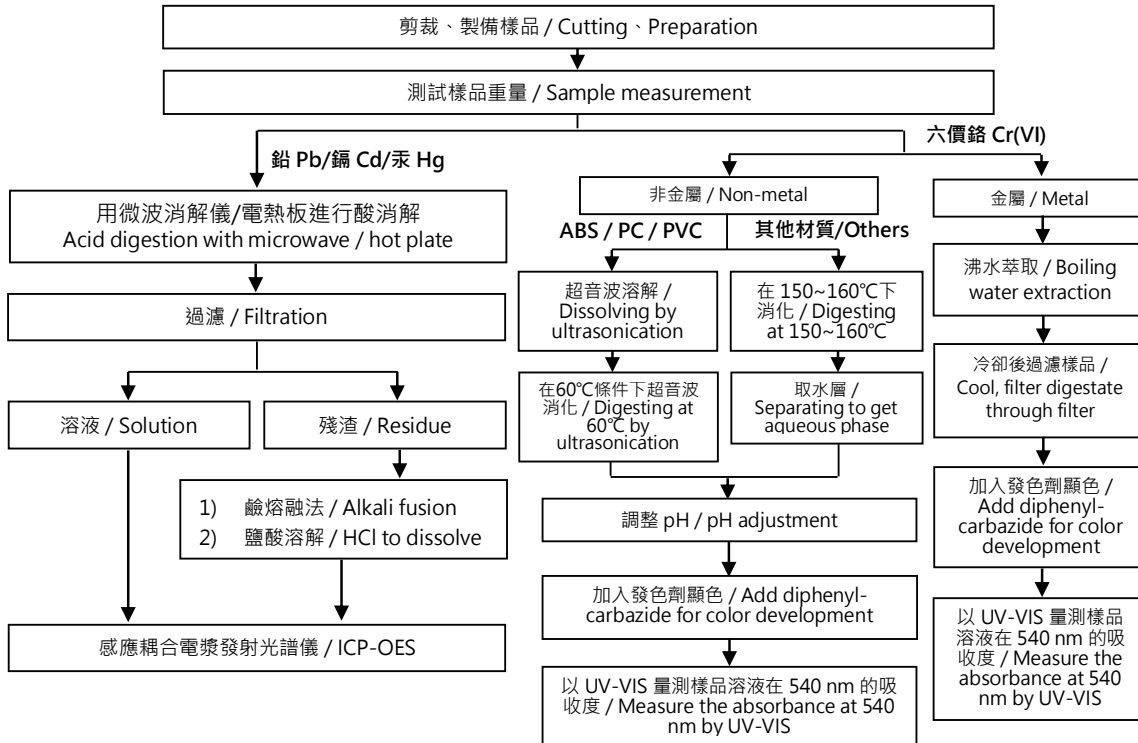 剪裁、製備樣品 / Cutting、Preparation
測試樣品重量 / Sample measurement
鉛 Pb/鎘 Cd/汞 Hg
六價鉻 Cr(VI)
用微波消解儀/電熱板進行酸消解
Acid digestion with microwave / hot plate
過濾 / Filtration
溶液 / Solution
殘渣 / Residue
1) 鹼熔融法 / Alkali fusion
2) 鹽酸溶解 / HCl to dissolve
感應耦合電漿發射光譜儀 / ICP-OES
非金屬 / Non-metal
ABS / PC / PVC
其他材質/Others
超音波溶解 /
Dissolving by
ultrasonication
在60℃條件下超音波
消化 / Digesting at
60℃ by
ultrasonication
在 150~160℃下
消化 / Digesting
at 150~160℃
取水層 /
Separating to get
aqueous phase
調整 pH / pH adjustment
加入發色劑顯色 / Add diphenyl-
carbazide for color development
以 UV-VIS 量測樣品溶液在 540 nm 的吸
收度 / Measure the absorbance at 540
nm by UV-VIS
金屬 / Metal
沸水萃取 / Boiling
water extraction
冷卻後過濾樣品 /
Cool, filter digestate
through filter
加入發色劑顯色 /
Add diphenyl-
carbazide for color
development
以 UV-VIS 量測樣品
溶液在 540 nm 的吸
收度 / Measure the
absorbance at 540
nm by UV-VIS